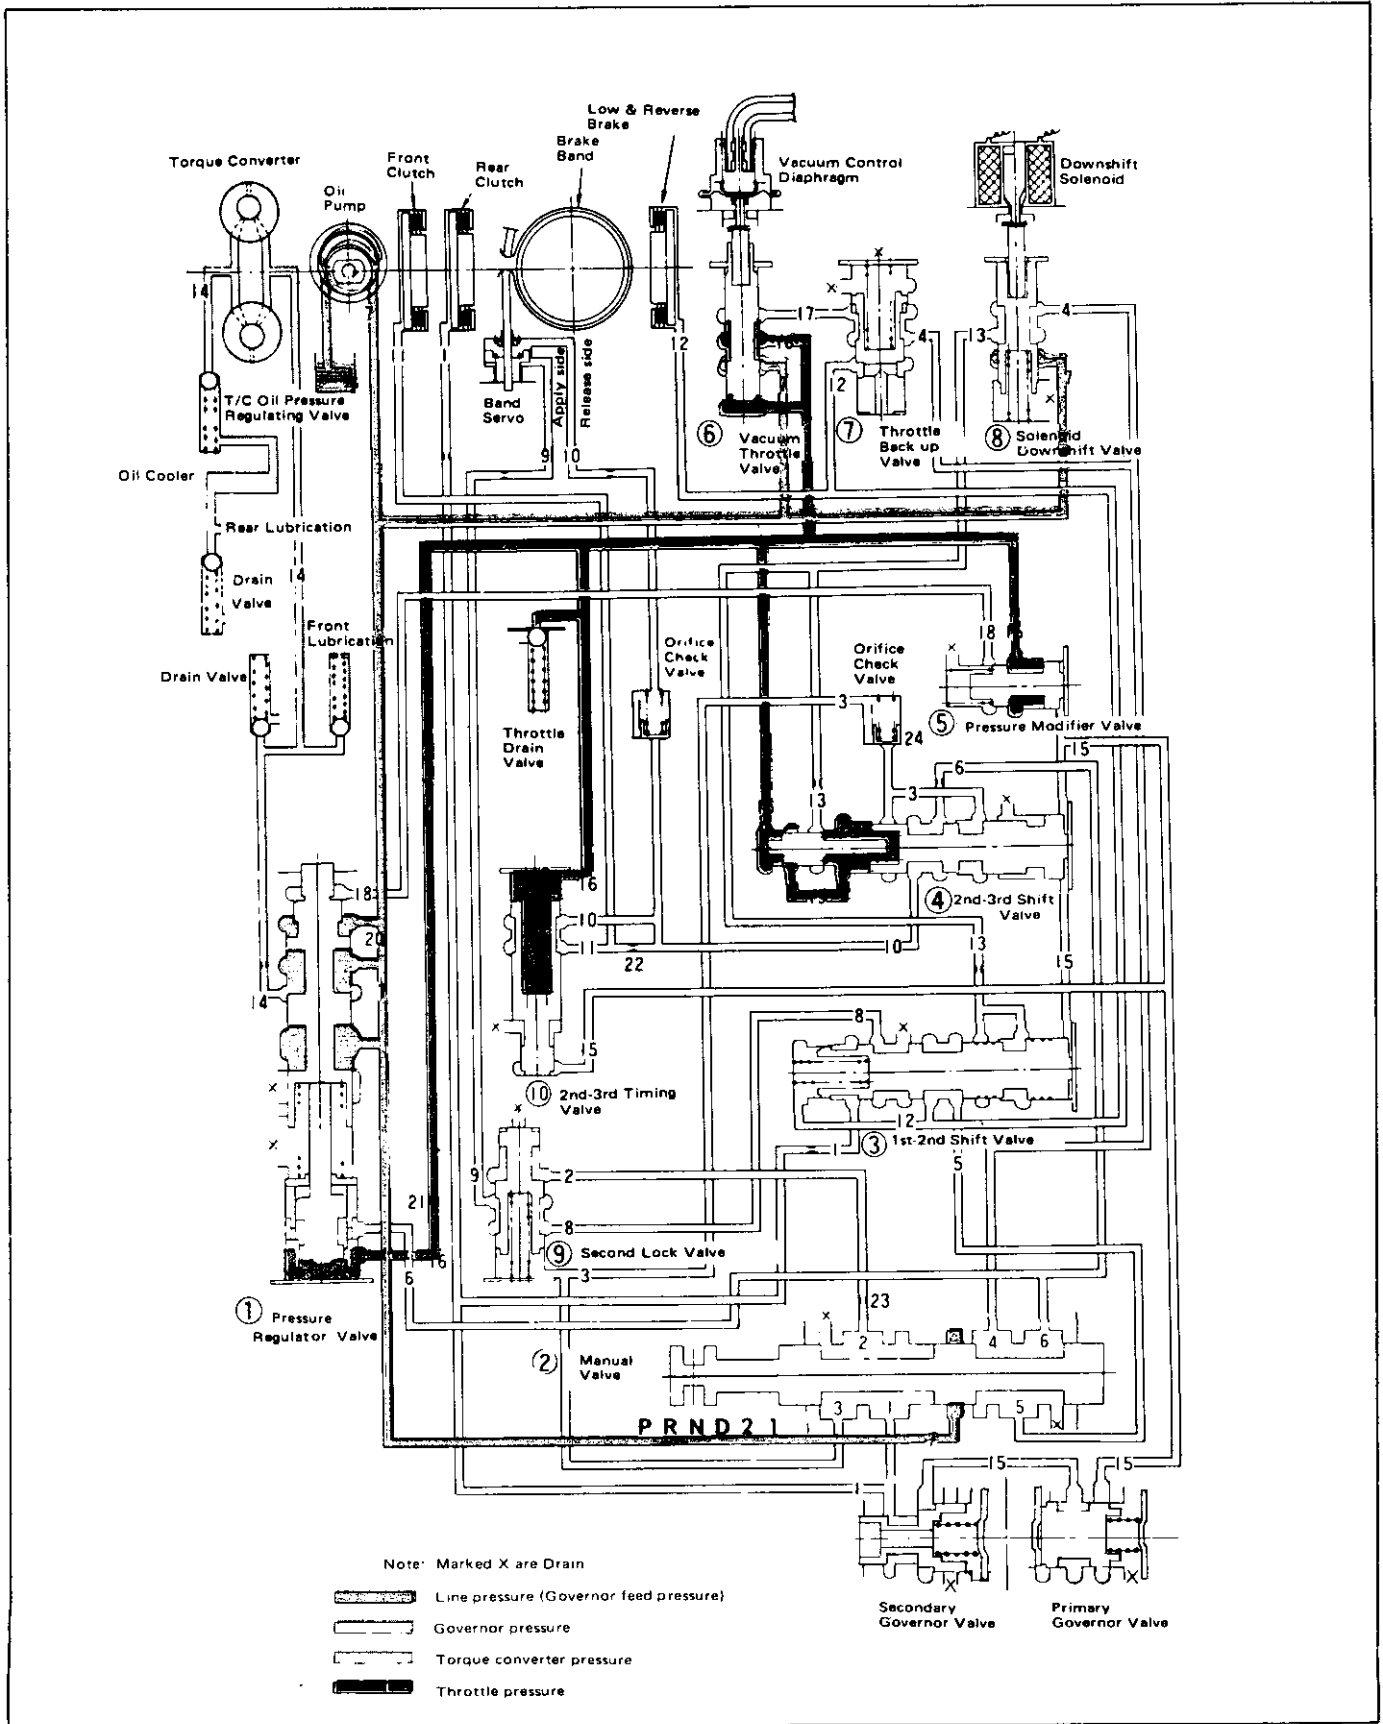 Low & Reverse
Brake
Brake
Band
Torque Converter
Front
Clutch
Rear
Clutch
Oil
Pump
Vacuum Control
Diaphragm
Downshift
Solenoid
14
17
4
4
13
12
12
T/C Oil Pressure
Regulating Valve
Band
Servo
Apply side
Release side
6
Vacuum
Throttle
Valve
7
Throttle
Back up
Valve
8
Solenoid
Downshift Valve
9
10
Oil Cooler
Rear Lubrication
14
Drain
Valve
Front
Lubrication
Drain Valve
Throttle
Drain
Valve
Orifice
Check
Valve
Orifice
Check
Valve
18
3
24
5
Pressure Modifier Valve
15
6
13
3
16
18
20
10
11
22
4
2nd-3rd Shift
Valve
10
13
15
14
8
15
10
2nd-3rd Timing
Valve
12
3
1st-2nd Shift Valve
1
5
9
2
21
8
9
Second Lock Valve
3
16
6
23
1
Pressure
Regulator Valve
2
Manual
Valve
2
4
6
3
5
P R N D 2 1
7
15
15
1
Note: Marked X are Drain
Line pressure (Governor feed pressure)
Governor pressure
Torque converter pressure
Throttle pressure
Secondary
Governor Valve
Primary
Governor Valve